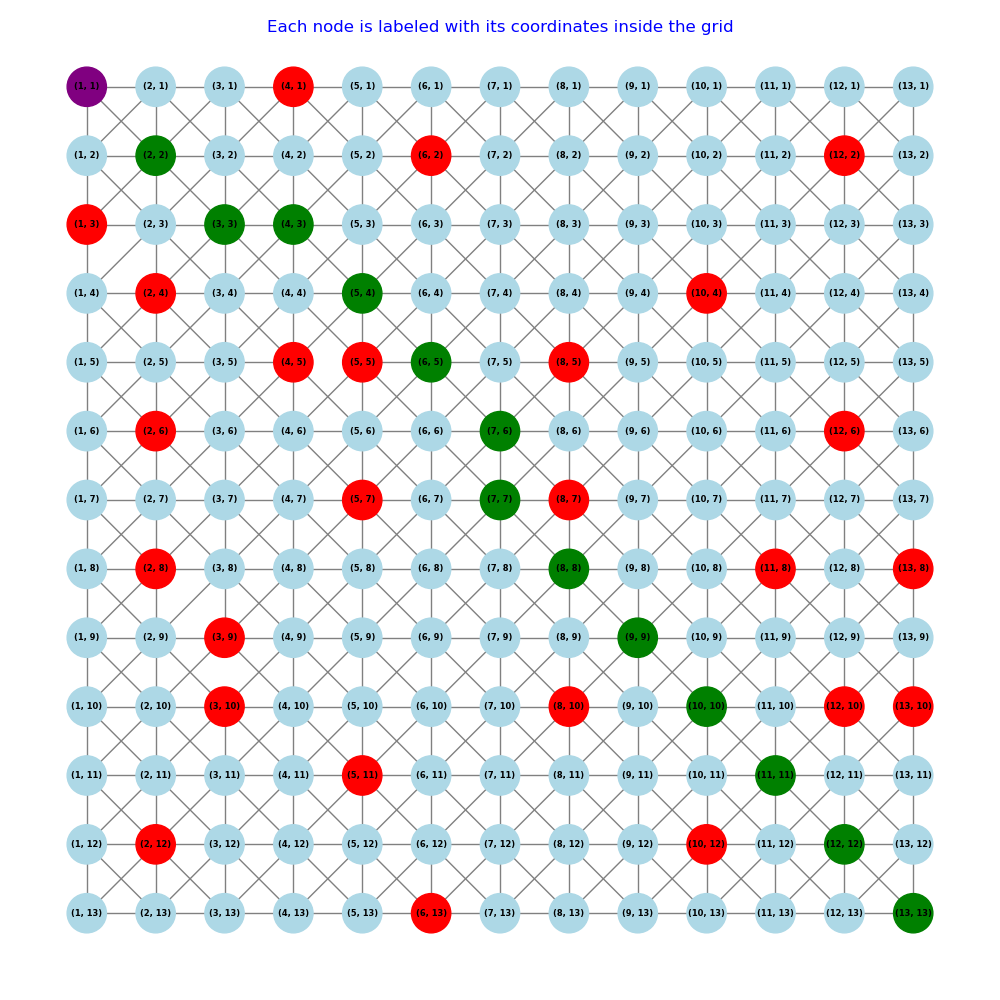 Each node is labeled with its coordinates inside the grid
(1, 1) (2, 1) (3, 1) (4, 1) (5, 1) (6, 1) (7, 1) (8, 1) (9, 1) (10, 1) (11, 1) (12, 1) (13, 1)
(1, 2) (2, 2) (3, 2) (4, 2) (5, 2) (6, 2) (7, 2) (8, 2) (9, 2) (10, 2) (11, 2) (12, 2) (13, 2)
(1, 3) (2, 3) (3, 3) (4, 3) (5, 3) (6, 3) (7, 3) (8, 3) (9, 3) (10, 3) (11, 3) (12, 3) (13, 3)
(1, 4) (2, 4) (3, 4) (4, 4) (5, 4) (6, 4) (7, 4) (8, 4) (9, 4) (10, 4) (11, 4) (12, 4) (13, 4)
(1, 5) (2, 5) (3, 5) (4, 5) (5, 5) (6, 5) (7, 5) (8, 5) (9, 5) (10, 5) (11, 5) (12, 5) (13, 5)
(1, 6) (2, 6) (3, 6) (4, 6) (5, 6) (6, 6) (7, 6) (8, 6) (9, 6) (10, 6) (11, 6) (12, 6) (13, 6)
(1, 7) (2, 7) (3, 7) (4, 7) (5, 7) (6, 7) (7, 7) (8, 7) (9, 7) (10, 7) (11, 7) (12, 7) (13, 7)
(1, 8) (2, 8) (3, 8) (4, 8) (5, 8) (6, 8) (7, 8) (8, 8) (9, 8) (10, 8) (11, 8) (12, 8) (13, 8)
(1, 9) (2, 9) (3, 9) (4, 9) (5, 9) (6, 9) (7, 9) (8, 9) (9, 9) (10, 9) (11, 9) (12, 9) (13, 9)
(1, 10) (2, 10) (3, 10) (4, 10) (5, 10) (6, 10) (7, 10) (8, 10) (9, 10) (10, 10) (11, 10) (12, 10) (13, 10)
(1, 11) (2, 11) (3, 11) (4, 11) (5, 11) (6, 11) (7, 11) (8, 11) (9, 11) (10, 11) (11, 11) (12, 11) (13, 11)
(1, 12) (2, 12) (3, 12) (4, 12) (5, 12) (6, 12) (7, 12) (8, 12) (9, 12) (10, 12) (11, 12) (12, 12) (13, 12)
(1, 13) (2, 13) (3, 13) (4, 13) (5, 13) (6, 13) (7, 13) (8, 13) (9, 13) (10, 13) (11, 13) (12, 13) (13, 13)